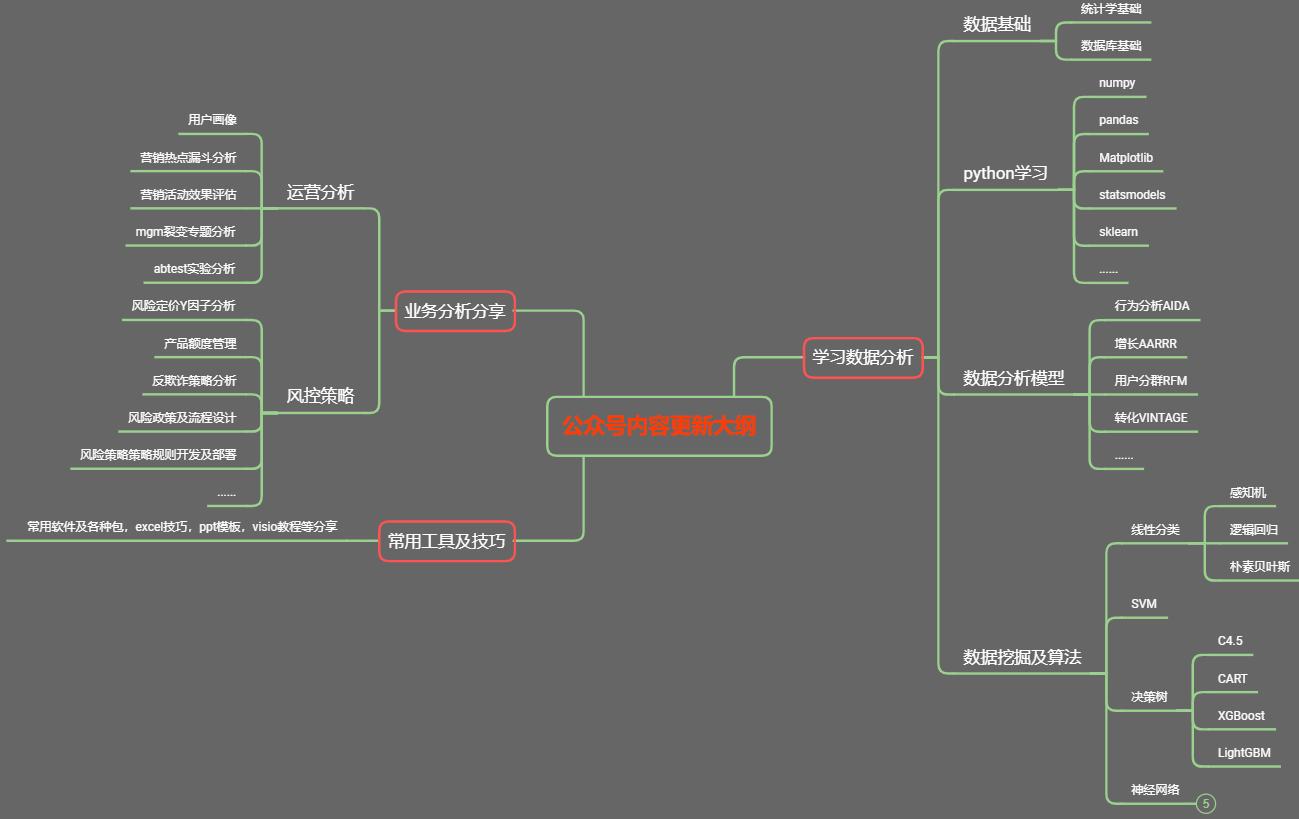 公众号内容更新大纲
学习数据分析
数据基础
统计学基础
数据库基础
python学习
numpy
pandas
Matplotlib
statsmodels
sklearn
......
数据分析模型
行为分析AIDA
增长AARRR
用户分群RFM
转化VINTAGE
......
数据挖掘及算法
线性分类
感知机
逻辑回归
朴素贝叶斯
SVM
决策树
C4.5
CART
XGBoost
LightGBM
神经网络
5
业务分析分享
运营分析
用户画像
营销热点漏斗分析
营销活动效果评估
mgm裂变专题分析
abtest实验分析
风控策略
风险定价Y因子分析
产品额度管理
反欺诈策略分析
风险政策及流程设计
风险策略策略规则开发及部署
......
常用工具及技巧
常用软件及各种包，excel技巧，ppt模板，visio教程等分享